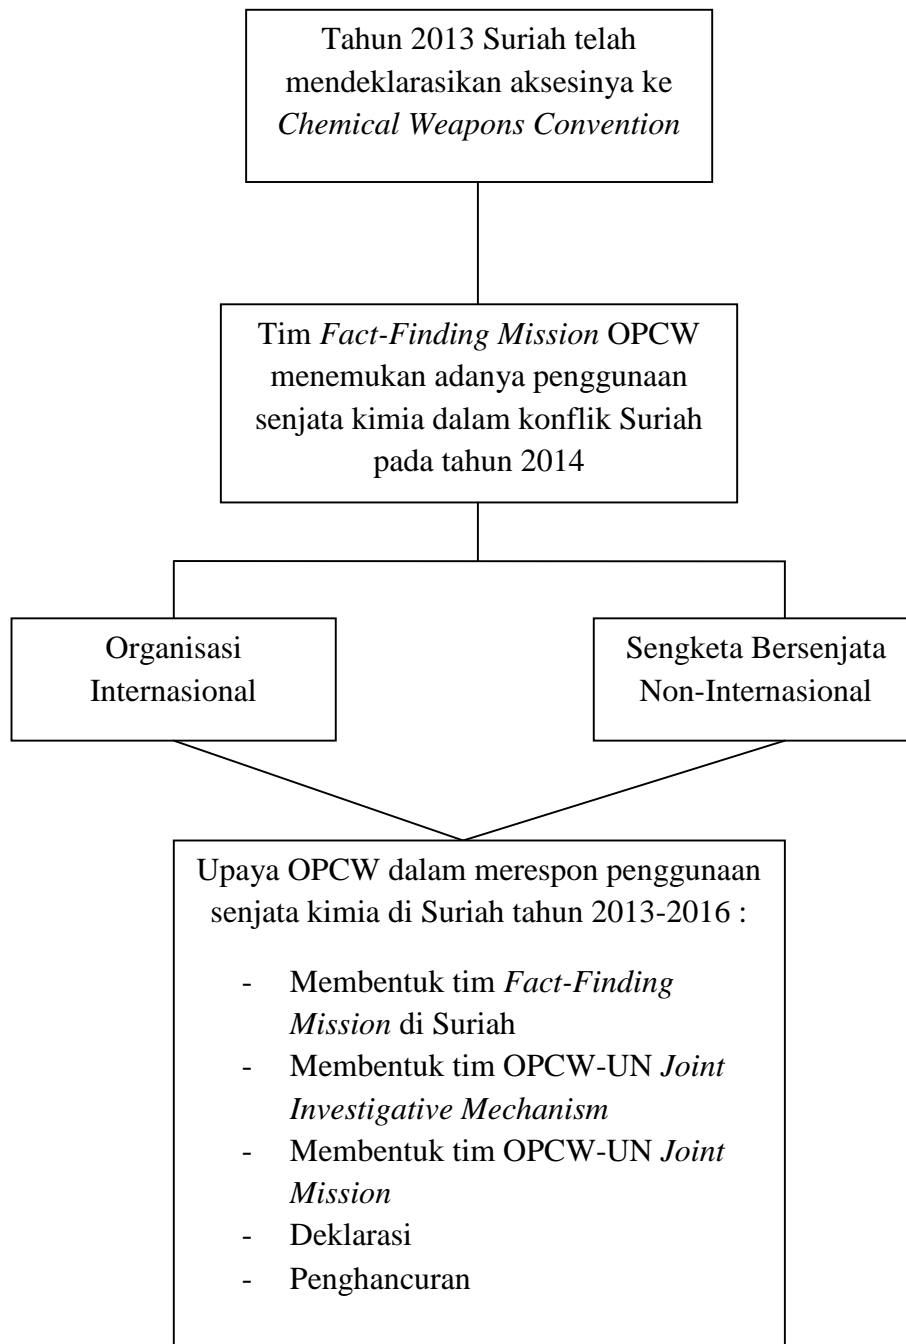 Tahun 2013 Suriah telah
mendeklarasikan aksesinya ke
Chemical Weapons Convention
Tim Fact-Finding Mission OPCW
menemukan adanya penggunaan
senjata kimia dalam konflik Suriah
pada tahun 2014
Organisasi
Internasional
Sengketa Bersenjata
Non-Internasional
Upaya OPCW dalam merespon penggunaan
senjata kimia di Suriah tahun 2013-2016 :
- Membentuk tim Fact-Finding
Mission di Suriah
- Membentuk tim OPCW-UN Joint
Investigative Mechanism
- Membentuk tim OPCW-UN Joint
Mission
- Deklarasi
- Penghancuran